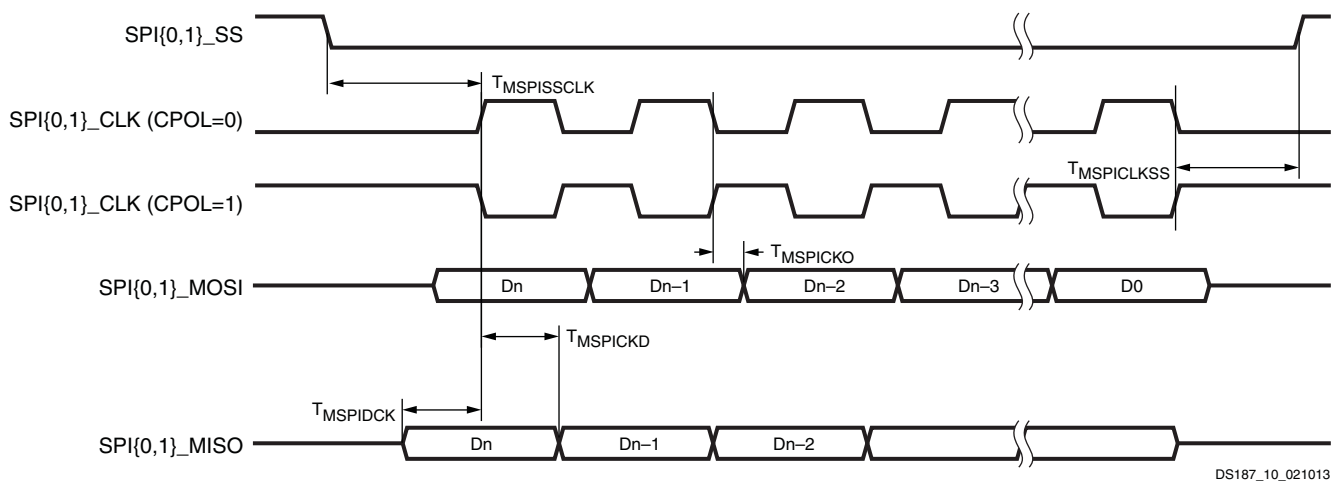 SPI{0,1}_SS
TMSPISSCLK
SPI{0,1}_CLK (CPOL=0)
TMSPICLKSS
SPI{0,1}_CLK (CPOL=1)
TMSPICKO
SPI{0,1}_MOSI
Dn
Dn–1
Dn–2
Dn–3
D0
TMSPICKD
TMSPIDCK
SPI{0,1}_MISO
Dn
Dn–1
Dn–2
DS187_10_021013